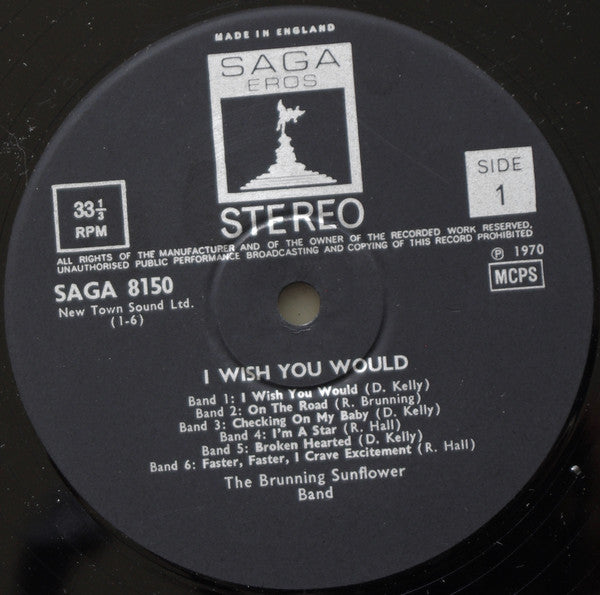 MADE IN ENGLAND
SAGA
EROS
33⅓
RPM
STEREO
SIDE
1
ALL RIGHTS OF THE MANUFACTURER AND OF THE OWNER OF THE RECORDED WORK RESERVED.
UNAUTHORISED PUBLIC PERFORMANCE BROADCASTING AND COPYING OF THIS RECORD PROHIBITED
SAGA 8150
New Town Sound Ltd.
(1-6)
℗ 1970
MCPS
I WISH YOU WOULD
Band 1: I Wish You Would (D. Kelly)
Band 2: On The Road (R. Brunning)
Band 3: Checking On My Baby (D. Kelly)
Band 4: I'm A Star (R. Hall)
Band 5: Broken Hearted (D. Kelly)
Band 6: Faster, Faster, I Crave Excitement (R. Hall)
The Brunning Sunflower
Band